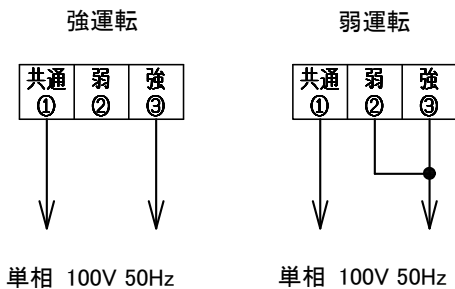 強運転
共通 弱 強
① ② ③
単相 100V 50Hz
弱運転
共通 弱 強
① ② ③
単相 100V 50Hz